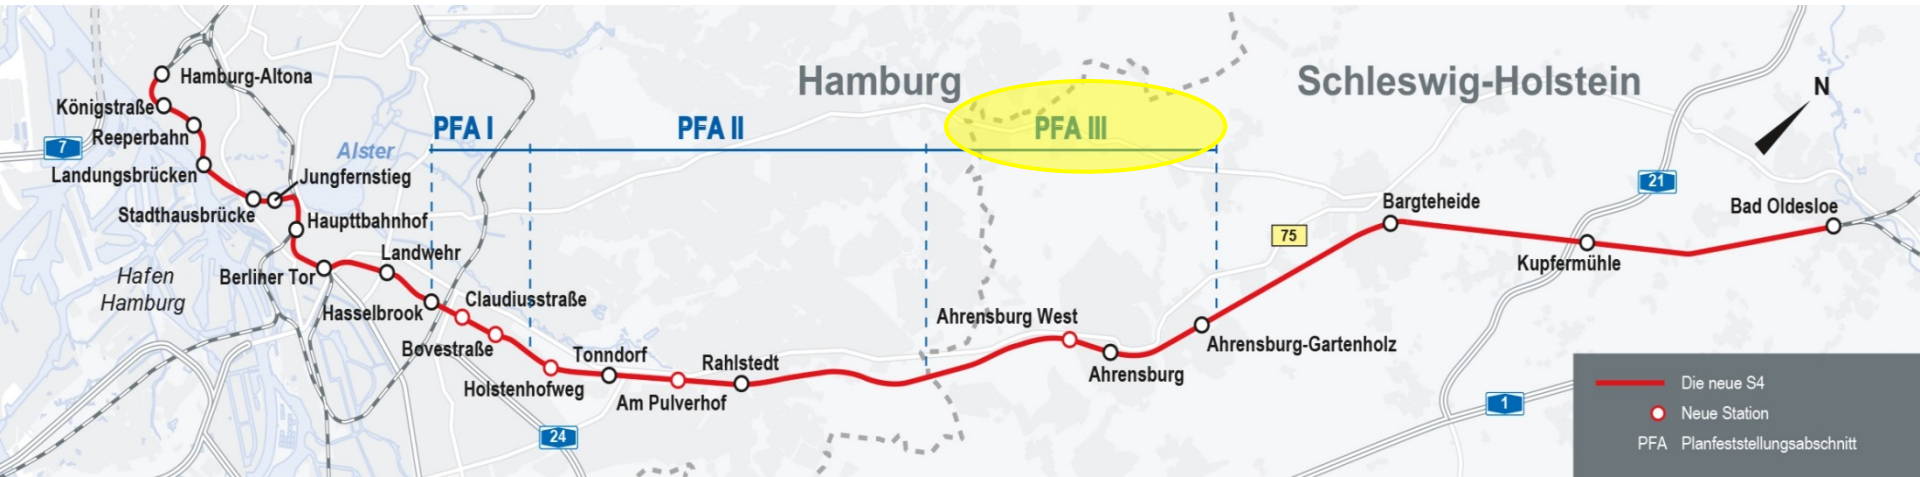 Hamburg
Schleswig-Holstein
N
Hamburg-Altona
Königstraße
Reeperbahn
7
Landungsbrücken
Alster
Jungfernstieg
Stadthausbrücke
Haupttbahnhof
Landwehr
Berliner Tor
Hafen
Hamburg
PFA I
PFA II
PFA III
Hasselbrook
Claudiusstraße
Bovestraße
Holstenhofweg
Tonndorf
Am Pulverhof
Rahlstedt
24
Ahrensburg West
Ahrensburg
Ahrensburg-Gartenholz
75
Bargteheide
21
Kupfermühle
Bad Oldesloe
1
Die neue S4
Neue Station
PFA Planfeststellungsabschnitt